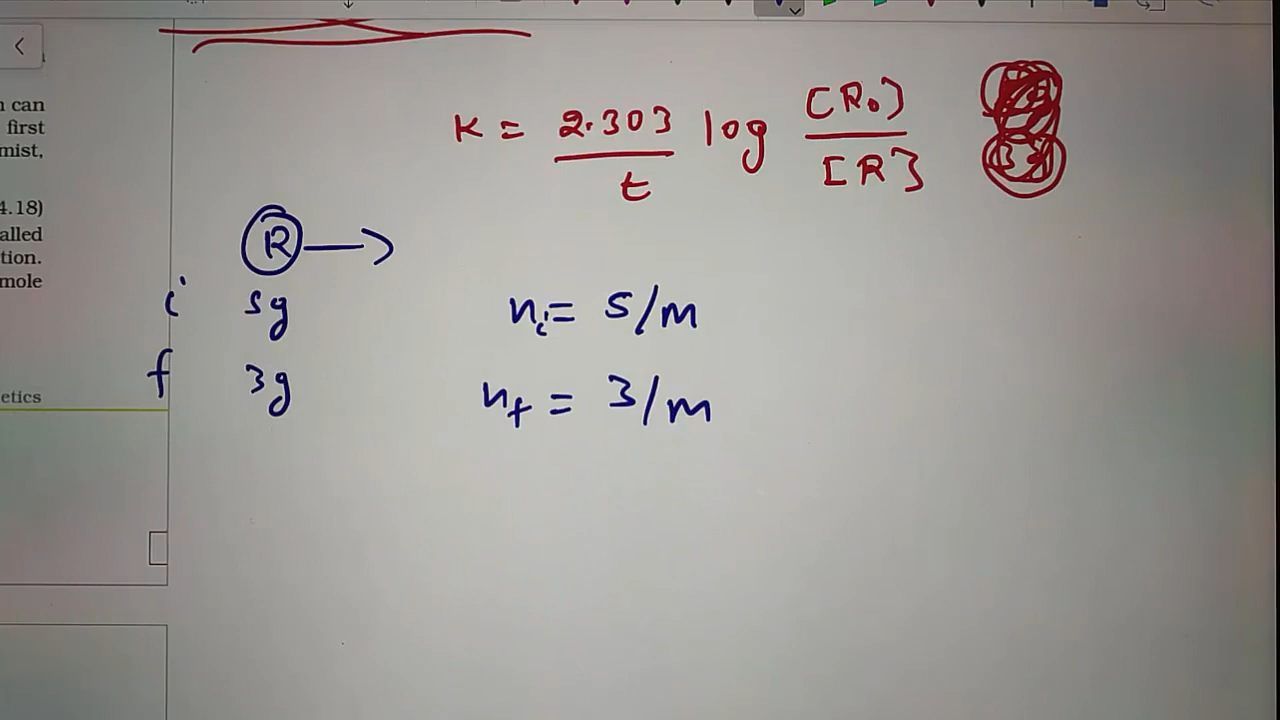 n can
first
mist,
4.18)
alled
tion.
mole
etics
K = 2.303 / t log [R₀] / [R]
R →
i 5g nᵢ = 5/m
f 3g n_f = 3/m